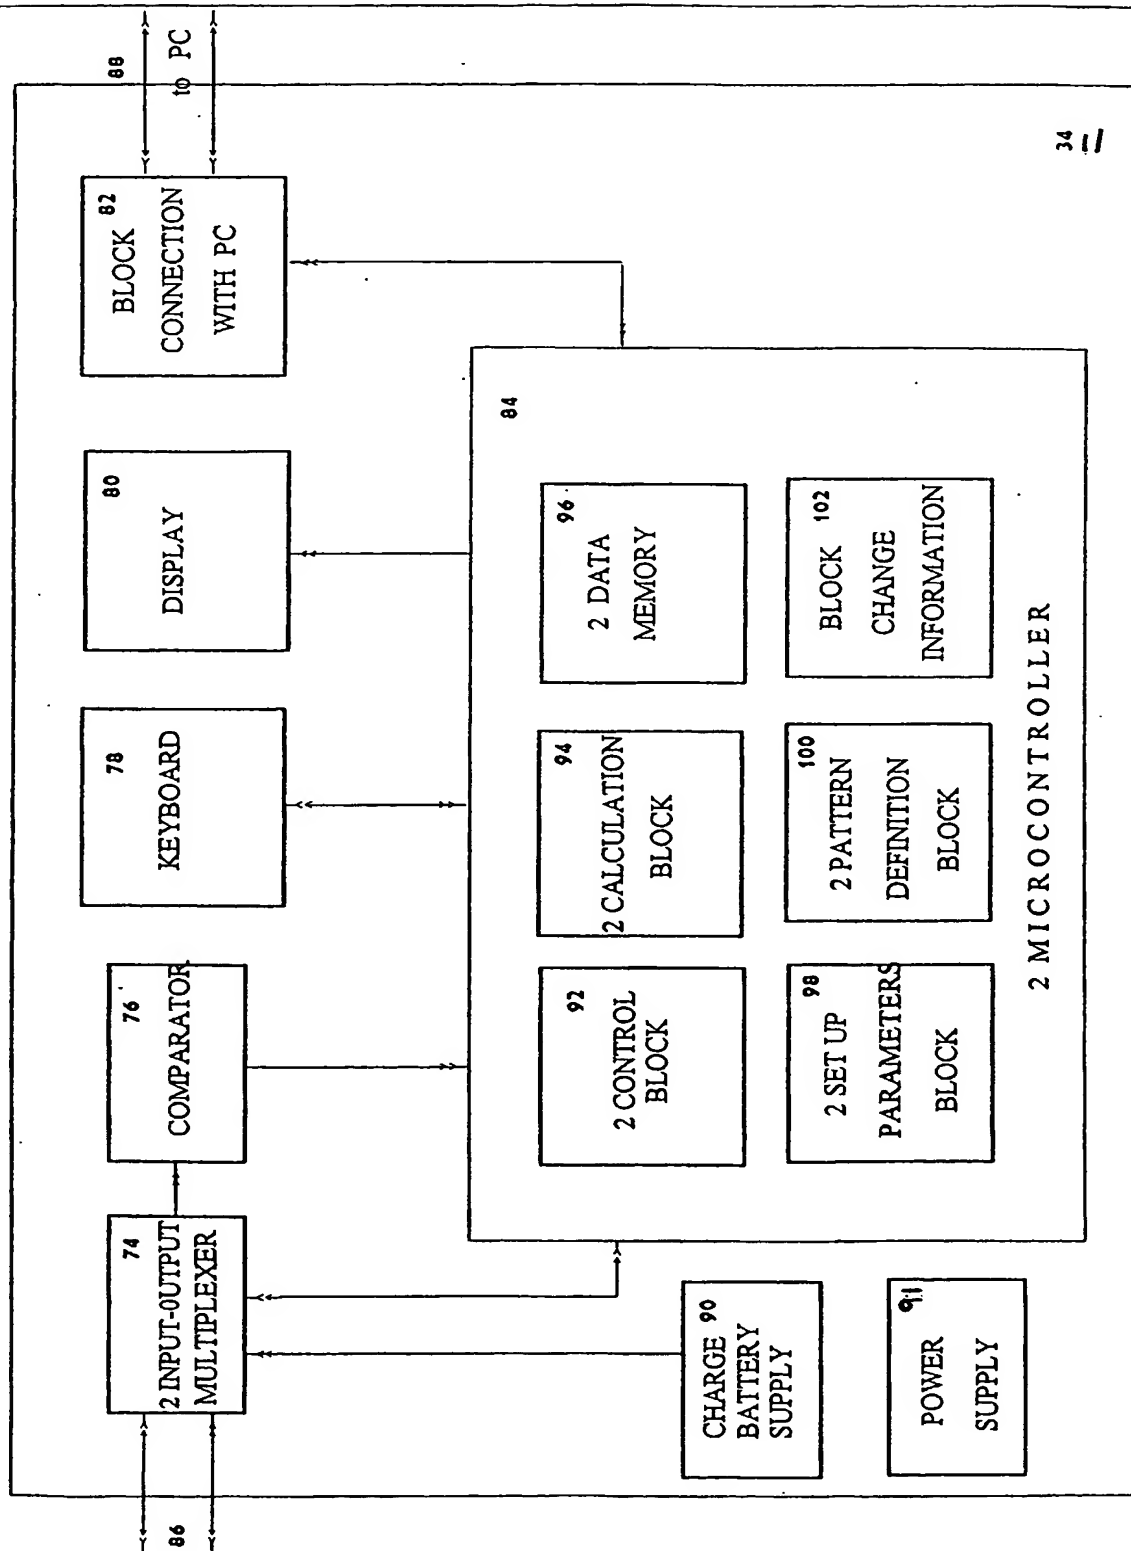 86
74
2 INPUT-OUTPUT
MULTIPLEXER
76
COMPARATOR
78
KEYBOARD
80
DISPLAY
BLOCK 82
CONNECTION
WITH PC
88
to PC
CHARGE 90
BATTERY
SUPPLY
91
POWER
SUPPLY
84
92
2 CONTROL
BLOCK
94
2 CALCULATION
BLOCK
96
2 DATA
MEMORY
98
2 SET UP
PARAMETERS
BLOCK
100
2 PATTERN
DEFINITION
BLOCK
BLOCK 102
CHANGE
INFORMATION
2 MICROCONTROLLER
34 11